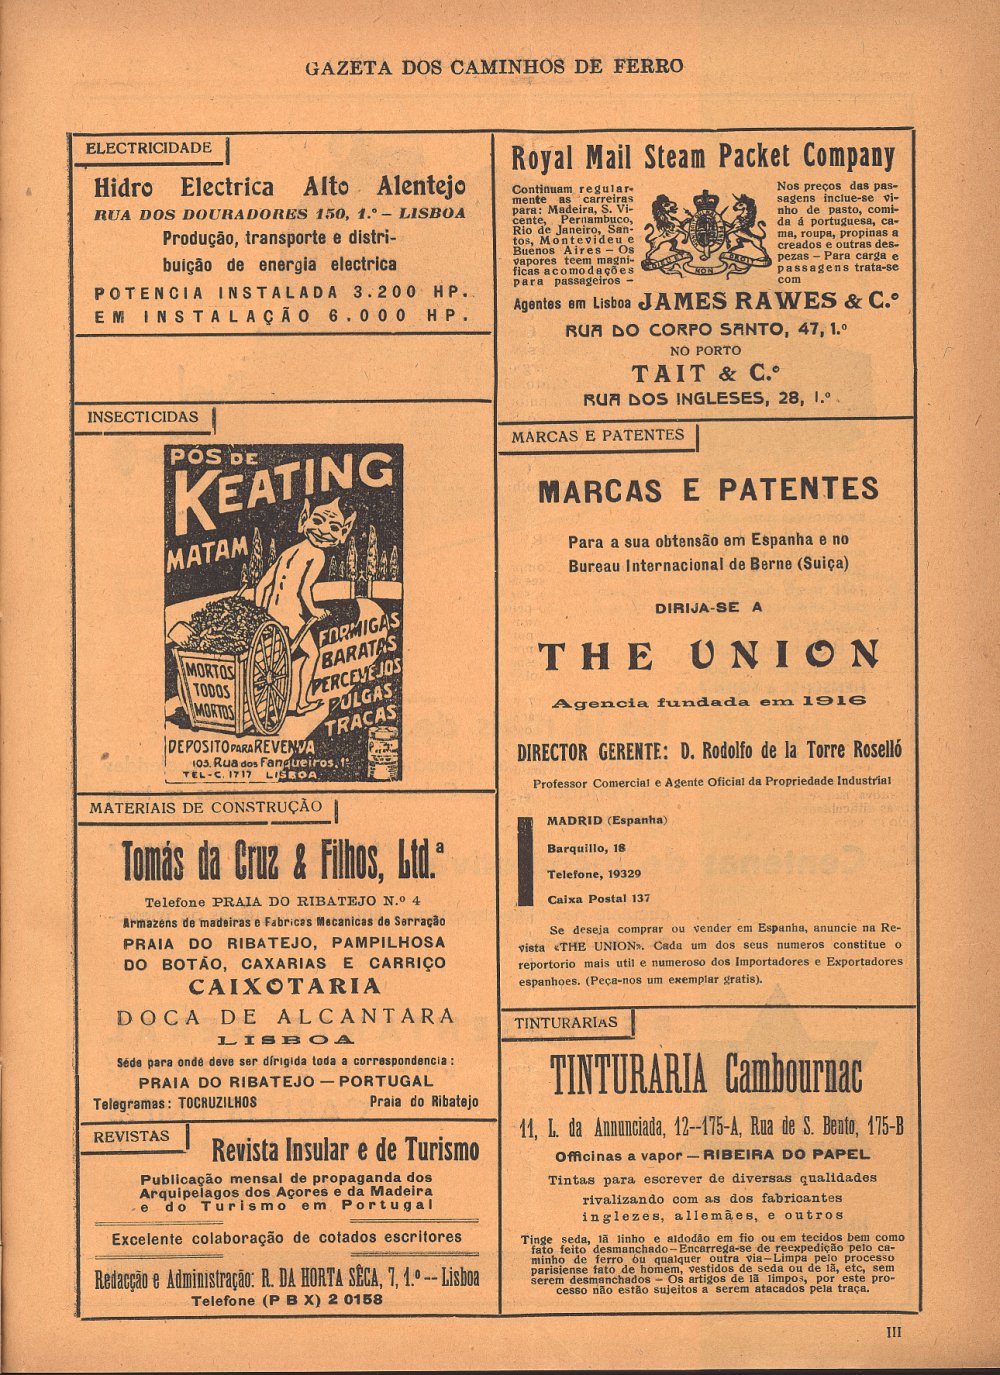 GAZETA DOS CAMINHOS DE FERRO
ELECTRICIDADE
Hidro Electrica Alto Alentejo
RUA DOS DOURADORES 150, 1.º — LISBOA
Produção, transporte e distri-
buição de energia electrica
POTENCIA INSTALADA 3.200 HP.
EM INSTALAÇÃO 6.000 HP.
INSECTICIDAS
PÓS DE
KEATING
MATAM
FORMIGAS
BARATAS
PERCEVEJOS
PULGAS
TRACAS
MORTOS
TODOS
MORTOS
DEPOSITO PARA REVENDA
103, Rua dos Fanqueiros, 1º
TEL-C. 1717 LISBOA
MATERIAIS DE CONSTRUÇÃO
Tomás da Cruz & Filhos, Ltd.ª
Telefone PRAIA DO RIBATEJO N.º 4
Armazens de madeiras e Fabricas Mecanicas de Serração
PRAIA DO RIBATEJO, PAMPILHOSA
DO BOTÃO, CAXARIAS E CARRIÇO
CAIXOTARIA
DOCA DE ALCANTARA
LISBOA
Séde para onde deve ser dirigida toda a correspondencia:
PRAIA DO RIBATEJO — PORTUGAL
Telegramas: TOCRUZILHOS Praia do Ribatejo
REVISTAS
Revista Insular e de Turismo
Publicação mensal de propaganda dos
Arquipelagos dos Açores e da Madeira
e do Turismo em Portugal
Excelente colaboração de cotados escritores
Redacção e Administração: R. DA HORTA SÊCA, 7, 1.º -- Lisboa
Telefone (P B X) 2 0158
Royal Mail Steam Packet Company
Continuam regular-
mente as carreiras
para: Madeira, S. Vi-
cente, Pernambuco,
Rio de Janeiro, San-
tos, Montevideu e
Buenos Aires — Os
vapores teem magni-
ficas acomodações
para passageiros —
Nos preços das pas-
sagens inclue-se vi-
nho de pasto, comi-
da á portuguesa, ca-
ma, roupa, propinas a
creados e outras des-
pezas — Para carga e
passagens trata-se
com
Agentes em Lisboa JAMES RAWES & C.º
RUA DO CORPO SANTO, 47, 1.º
NO PORTO
TAIT & C.º
RUA DOS INGLESES, 28, 1.º
MARCAS E PATENTES
MARCAS E PATENTES
Para a sua obtensão em Espanha e no
Bureau Internacional de Berne (Suiça)
DIRIJA-SE A
THE UNION
Agencia fundada em 1916
DIRECTOR GERENTE: D. Rodolfo de la Torre Roselló
Professor Comercial e Agente Oficial da Propriedade Industrial
MADRID (Espanha)
Barquillo, 18
Telefone, 19329
Caixa Postal 137
Se deseja comprar ou vender em Espanha, anuncie na Re-
vista «THE UNION». Cada um dos seus numeros constitue o
reportorio mais util e numeroso dos Importadores e Exportadores
espanhoes. (Peça-nos um exemplar gratis).
TINTURARIAS
TINTURARIA Cambournac
11, L. da Annunciada, 12--175-A, Rua de S. Bento, 175-B
Officinas a vapor — RIBEIRA DO PAPEL
Tintas para escrever de diversas qualidades
rivalizando com as dos fabricantes
inglezes, allemães, e outros
Tinge seda, lã linho e aldodão em fio ou em tecidos bem como
fato feito desmanchado — Encarrega-se de reexpedição pelo ca-
minho de ferro ou qualquer outra via — Limpa pelo processo
parisiense fato de homem, vestidos de seda ou de lã, etc, sem
serem desmanchados — Os artigos de lã limpos, por este pro-
cesso não estão sujeitos a serem atacados pela traça.
III